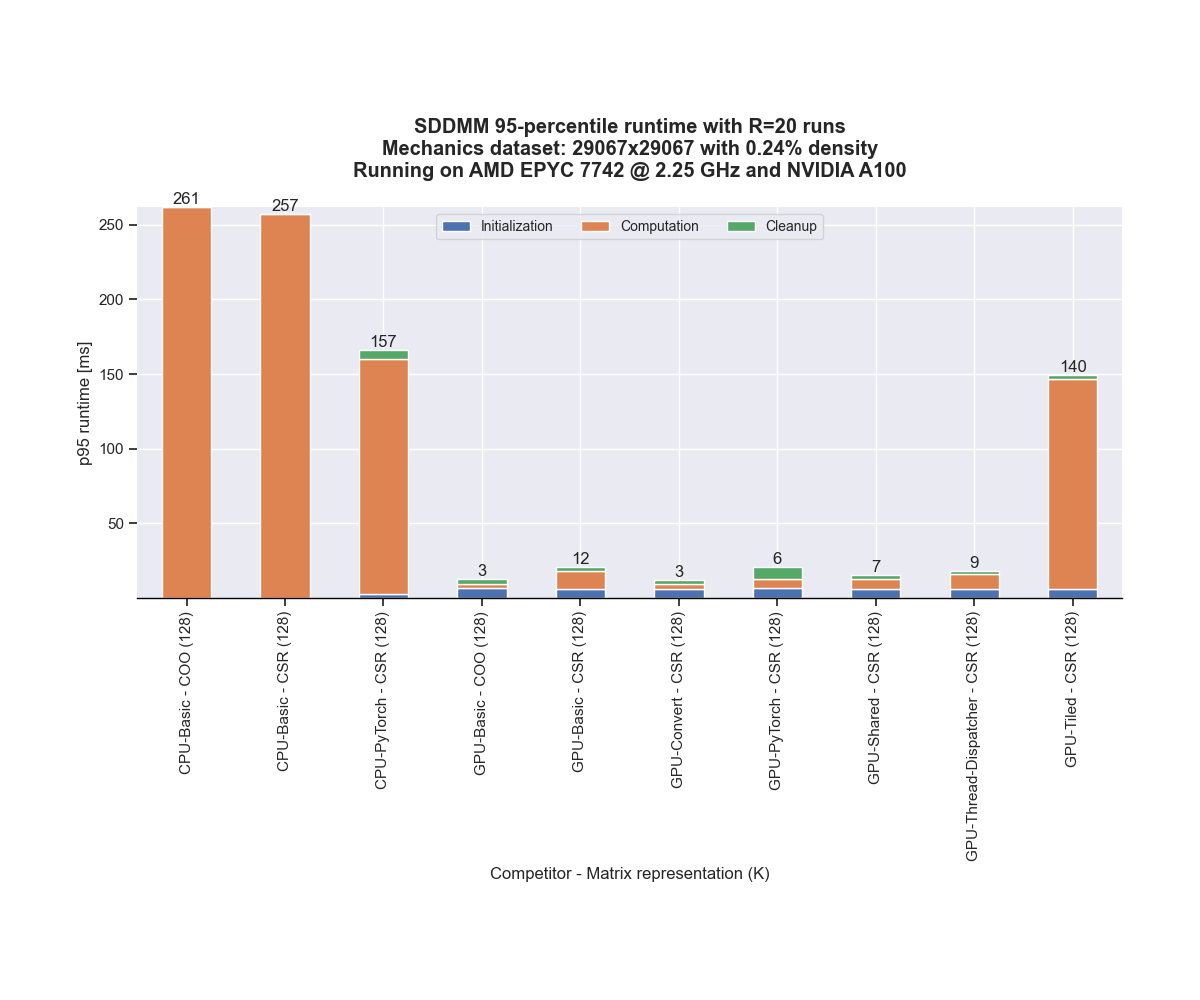 SDDMM 95-percentile runtime with R=20 runs
Mechanics dataset: 29067x29067 with 0.24% density
Running on AMD EPYC 7742 @ 2.25 GHz and NVIDIA A100
261
257
157
3
12
3
6
7
9
140
Initialization
Computation
Cleanup
250
200
150
100
50
p95 runtime [ms]
CPU-Basic - COO (128)
CPU-Basic - CSR (128)
CPU-PyTorch - CSR (128)
GPU-Basic - COO (128)
GPU-Basic - CSR (128)
GPU-Convert - CSR (128)
GPU-PyTorch - CSR (128)
GPU-Shared - CSR (128)
GPU-Thread-Dispatcher - CSR (128)
GPU-Tiled - CSR (128)
Competitor - Matrix representation (K)